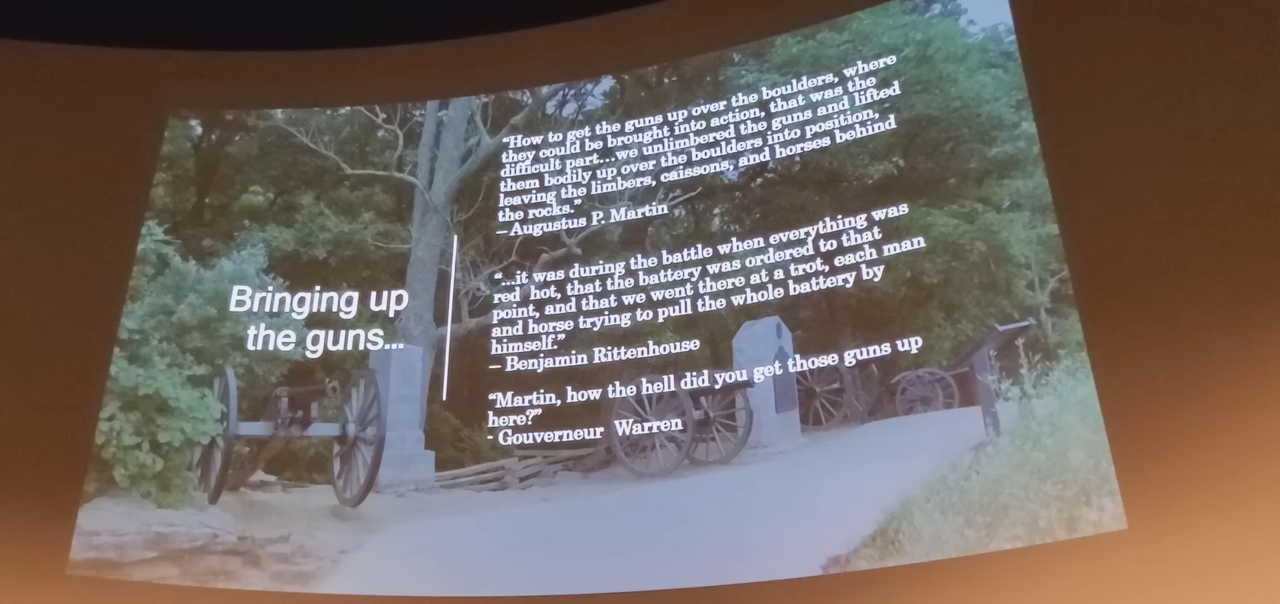 Bringing up
the guns...
“How to get the guns up over the boulders, where
they could be brought into action, that was the
difficult part...we unlimbered the guns and lifted
them bodily up over the boulders into position,
leaving the limbers, caissons, and horses behind
the rocks.”
– Augustus P. Martin
“...it was during the battle when everything was
red hot, that the battery was ordered to that
point, and that we went there at a trot, each man
and horse trying to pull the whole battery by
himself.”
– Benjamin Rittenhouse
“Martin, how the hell did you get those guns up
here?”
- Gouverneur Warren